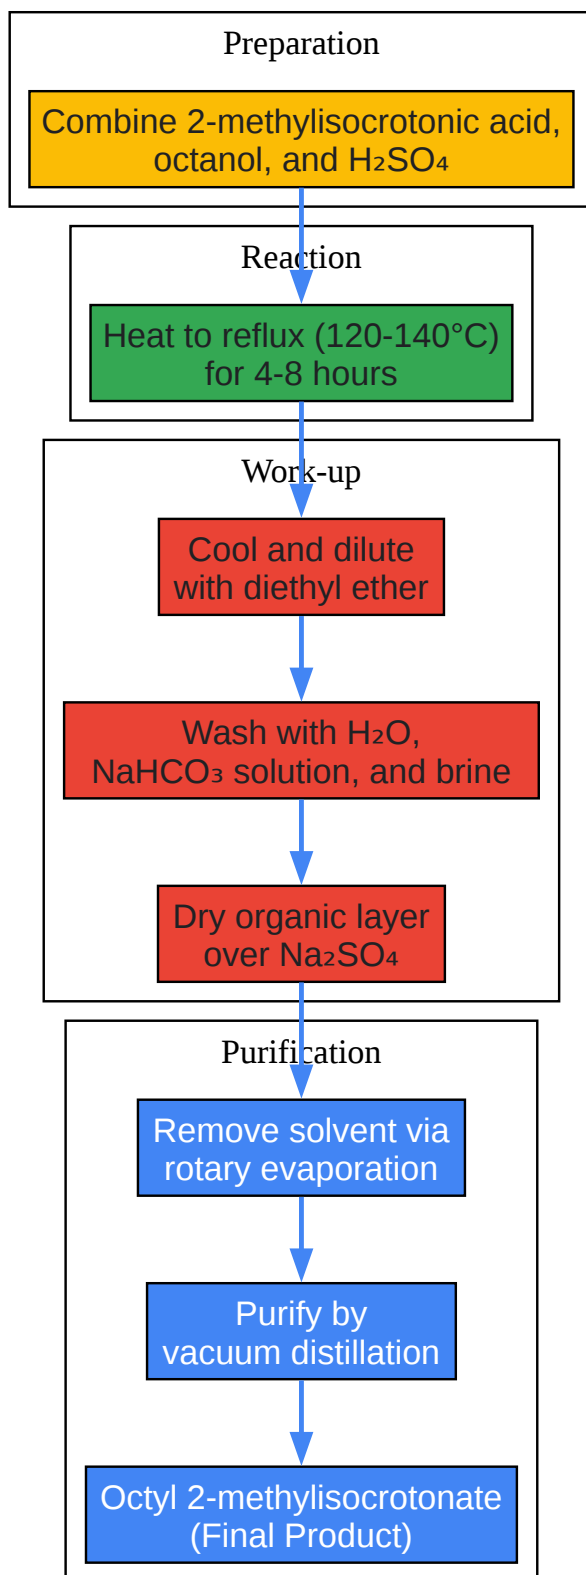 Preparation
Combine 2-methylisocrotonic acid,
octanol, and H₂SO₄
Reaction
Heat to reflux (120-140°C)
for 4-8 hours
Work-up
Cool and dilute
with diethyl ether
Wash with H₂O,
NaHCO₃ solution, and brine
Dry organic layer
over Na₂SO₄
Purification
Remove solvent via
rotary evaporation
Purify by
vacuum distillation
Octyl 2-methylisocrotonate
(Final Product)